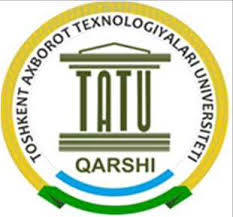 TOSHKENT AXBOROT TEXNOLOGIYALARI UNIVERSITETI
TATU
QARSHI